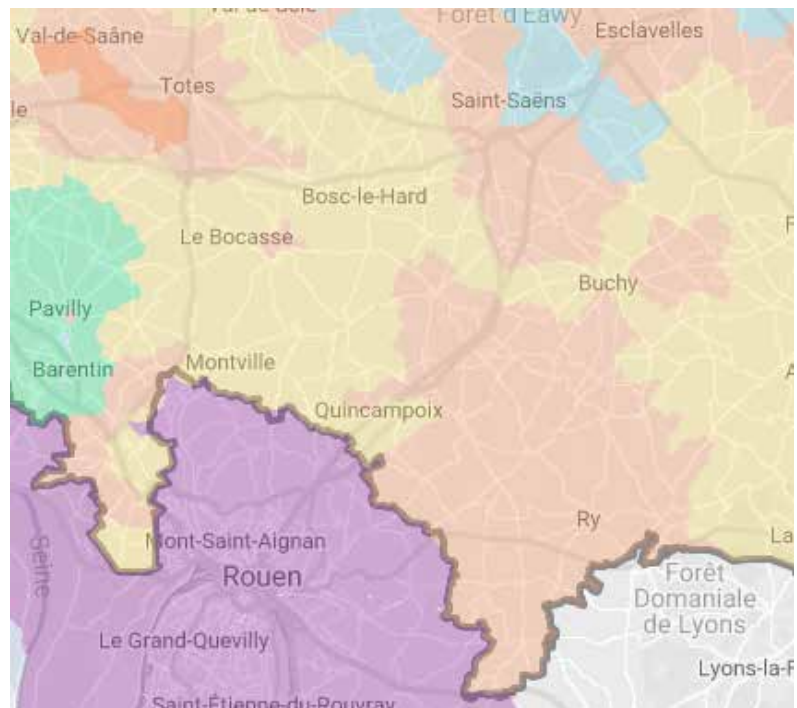 Forêt d'Eawy
Esclavelles
Val-de-Saâne
Totes
Saint-Saëns
le
Bosc-le-Hard
Le Bocasse
F
Buchy
Pavilly
Montville
Barentin
A
Quincampoix
Ry
La
Mont-Saint-Aignan
Seine
Rouen
Forêt
Domaniale
de Lyons
Le Grand-Quevilly
Lyons-la-F
Saint-Étienne-du-Rouvray